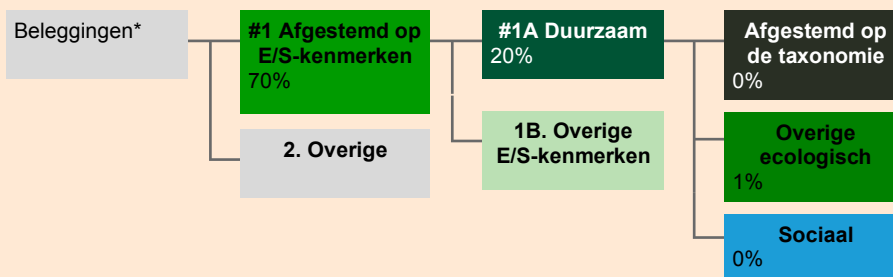 Beleggingen*
#1 Afgestemd op
E/S-kenmerken
70%
2. Overige
#1A Duurzaam
20%
1B. Overige
E/S-kenmerken
Afgestemd op
de taxonomie
0%
Overige
ecologisch
1%
Sociaal
0%